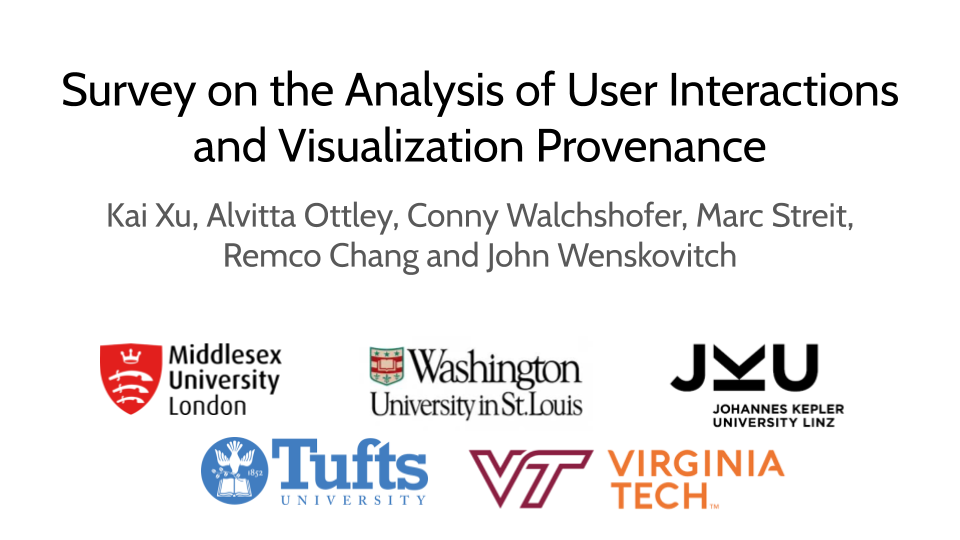 Survey on the Analysis of User Interactions
and Visualization Provenance
Kai Xu, Alvitta Ottley, Conny Walchshofer, Marc Streit,
Remco Chang and John Wenskovitch
Middlesex
University
London
Washington
University in St. Louis
JKU
JOHANNES KEPLER
UNIVERSITY LINZ
1852
Tufts
UNIVERSITY
VT
VIRGINIA
TECH™